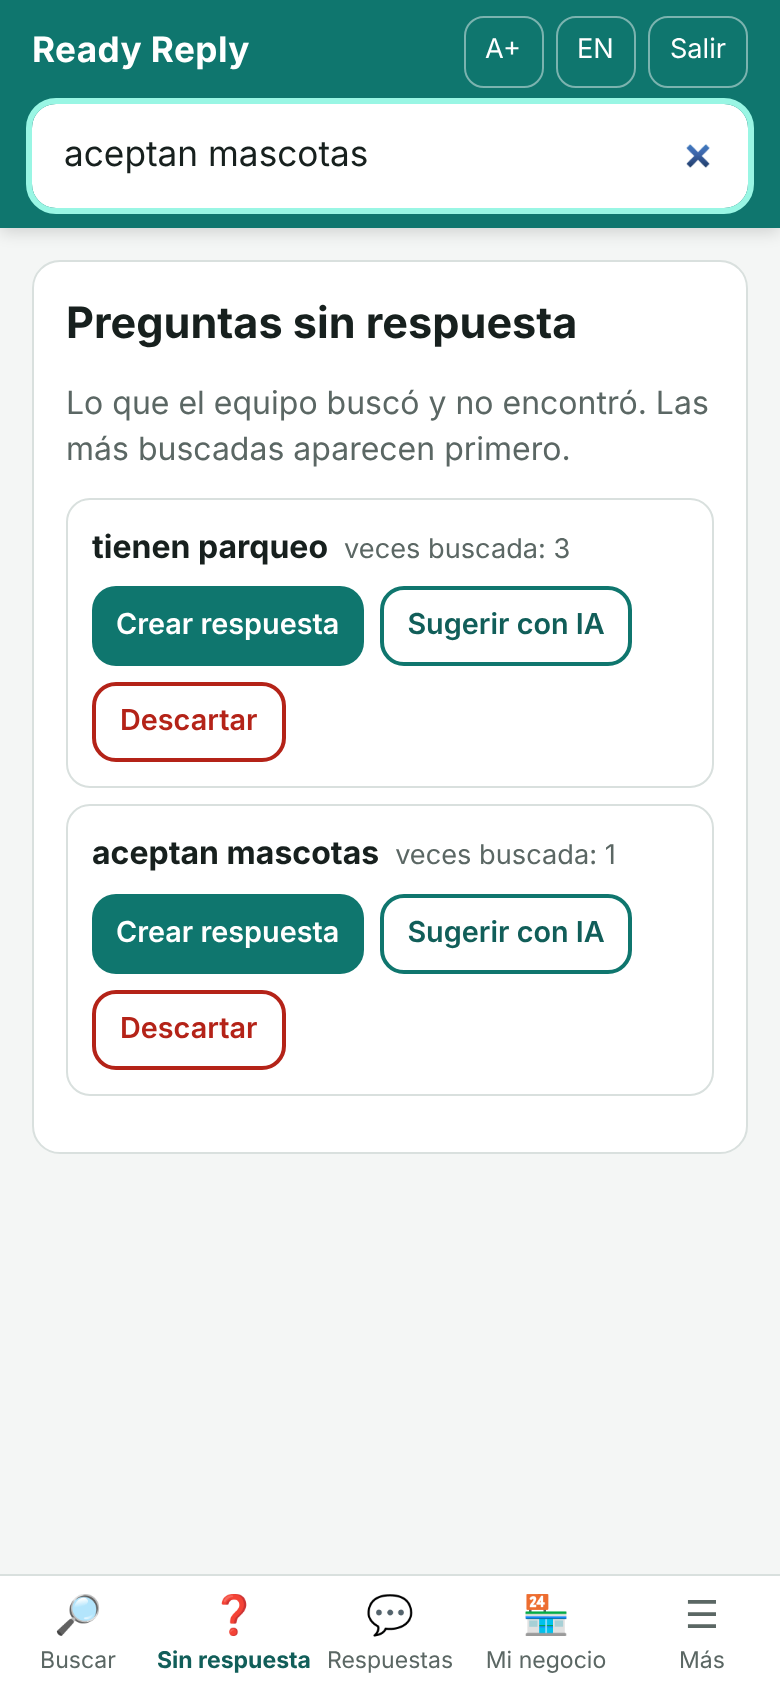 Ready Reply
A+
EN
Salir
aceptan mascotas
Preguntas sin respuesta
Lo que el equipo buscó y no encontró. Las
más buscadas aparecen primero.
tienen parqueo veces buscada: 3
Crear respuesta
Sugerir con IA
Descartar
aceptan mascotas veces buscada: 1
Crear respuesta
Sugerir con IA
Descartar
24
Buscar
Sin respuesta
Respuestas
Mi negocio
Más